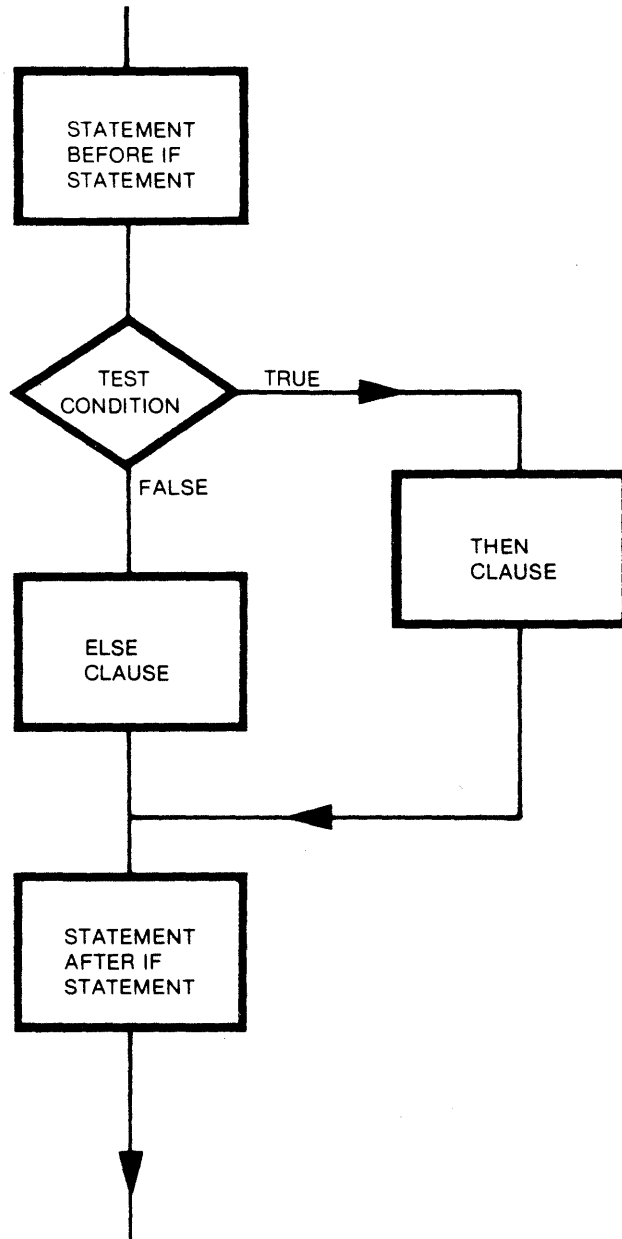 STATEMENT
BEFORE IF
STATEMENT
TEST
CONDITION
TRUE
FALSE
THEN
CLAUSE
ELSE
CLAUSE
STATEMENT
AFTER IF
STATEMENT